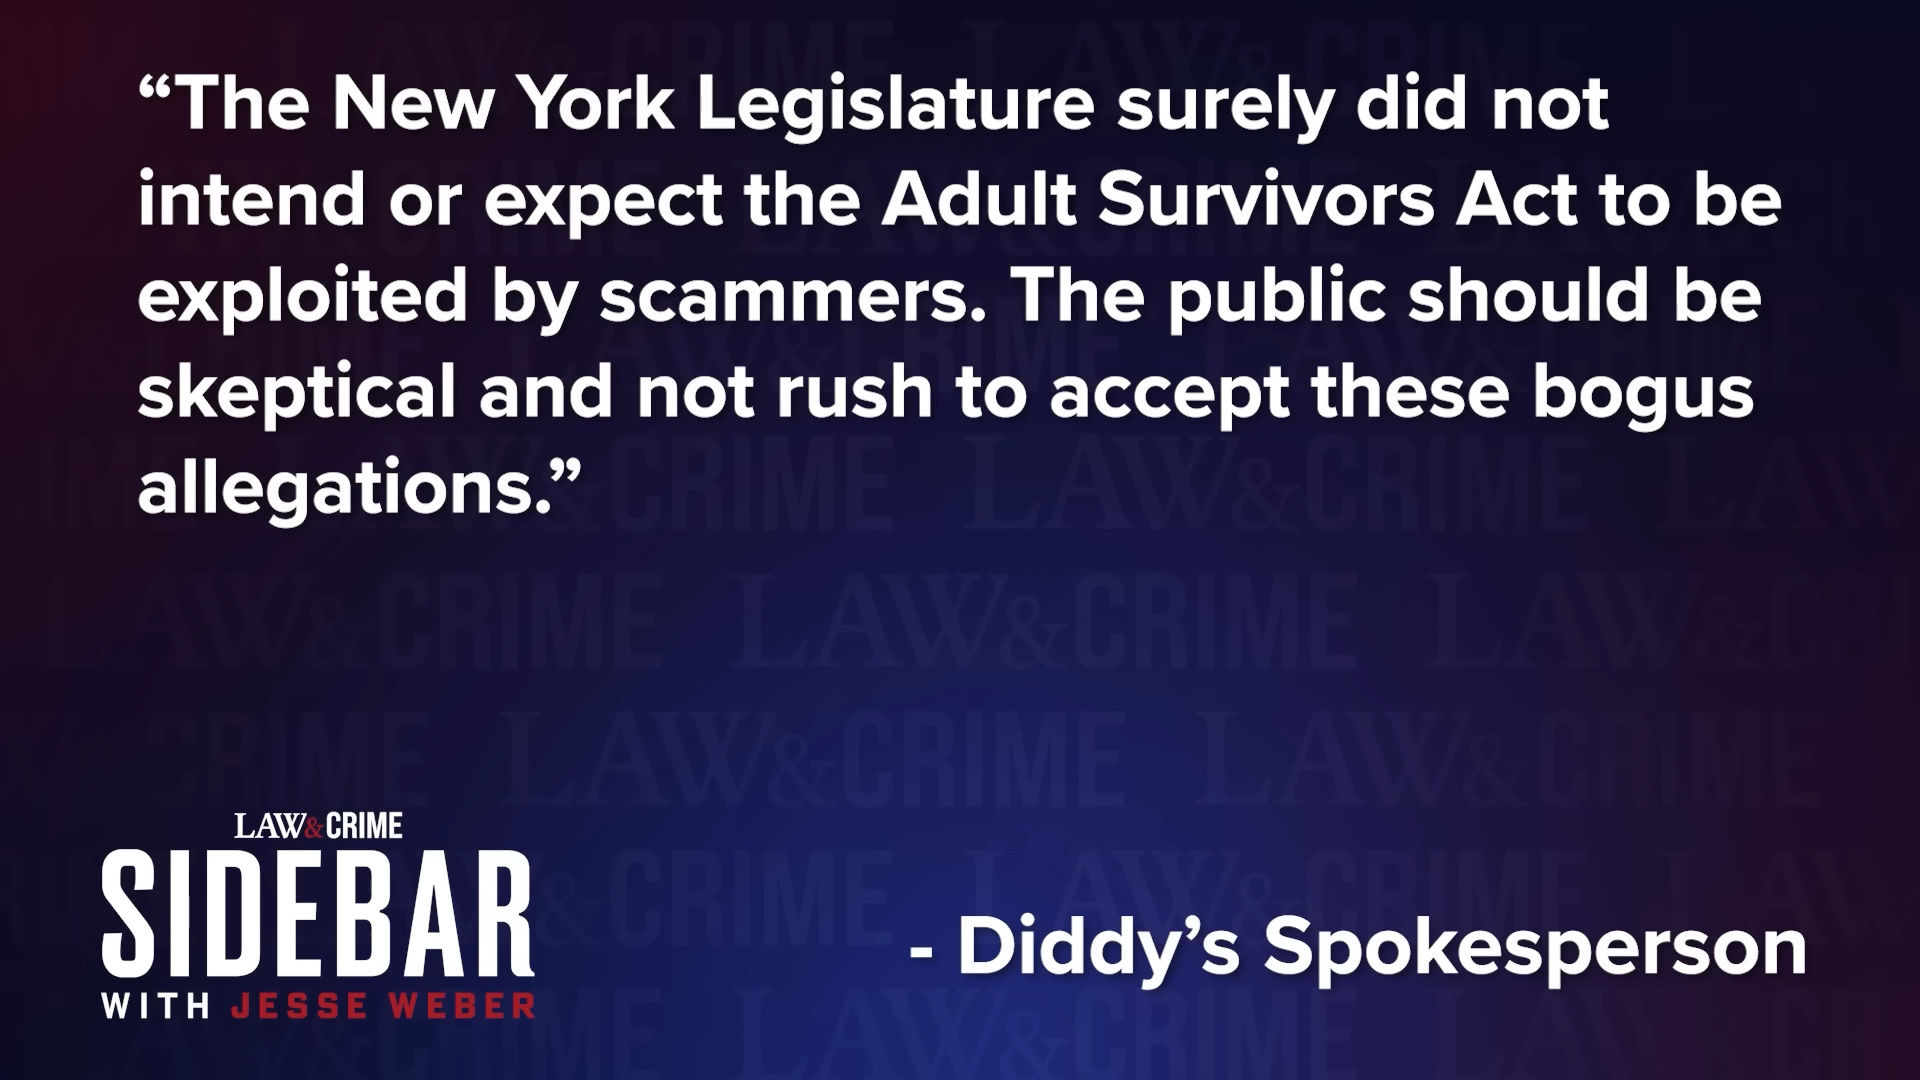 “The New York Legislature surely did not
intend or expect the Adult Survivors Act to be
exploited by scammers. The public should be
skeptical and not rush to accept these bogus
allegations.”
LAW&CRIME
SIDEBAR
WITH JESSE WEBER
- Diddy’s Spokesperson